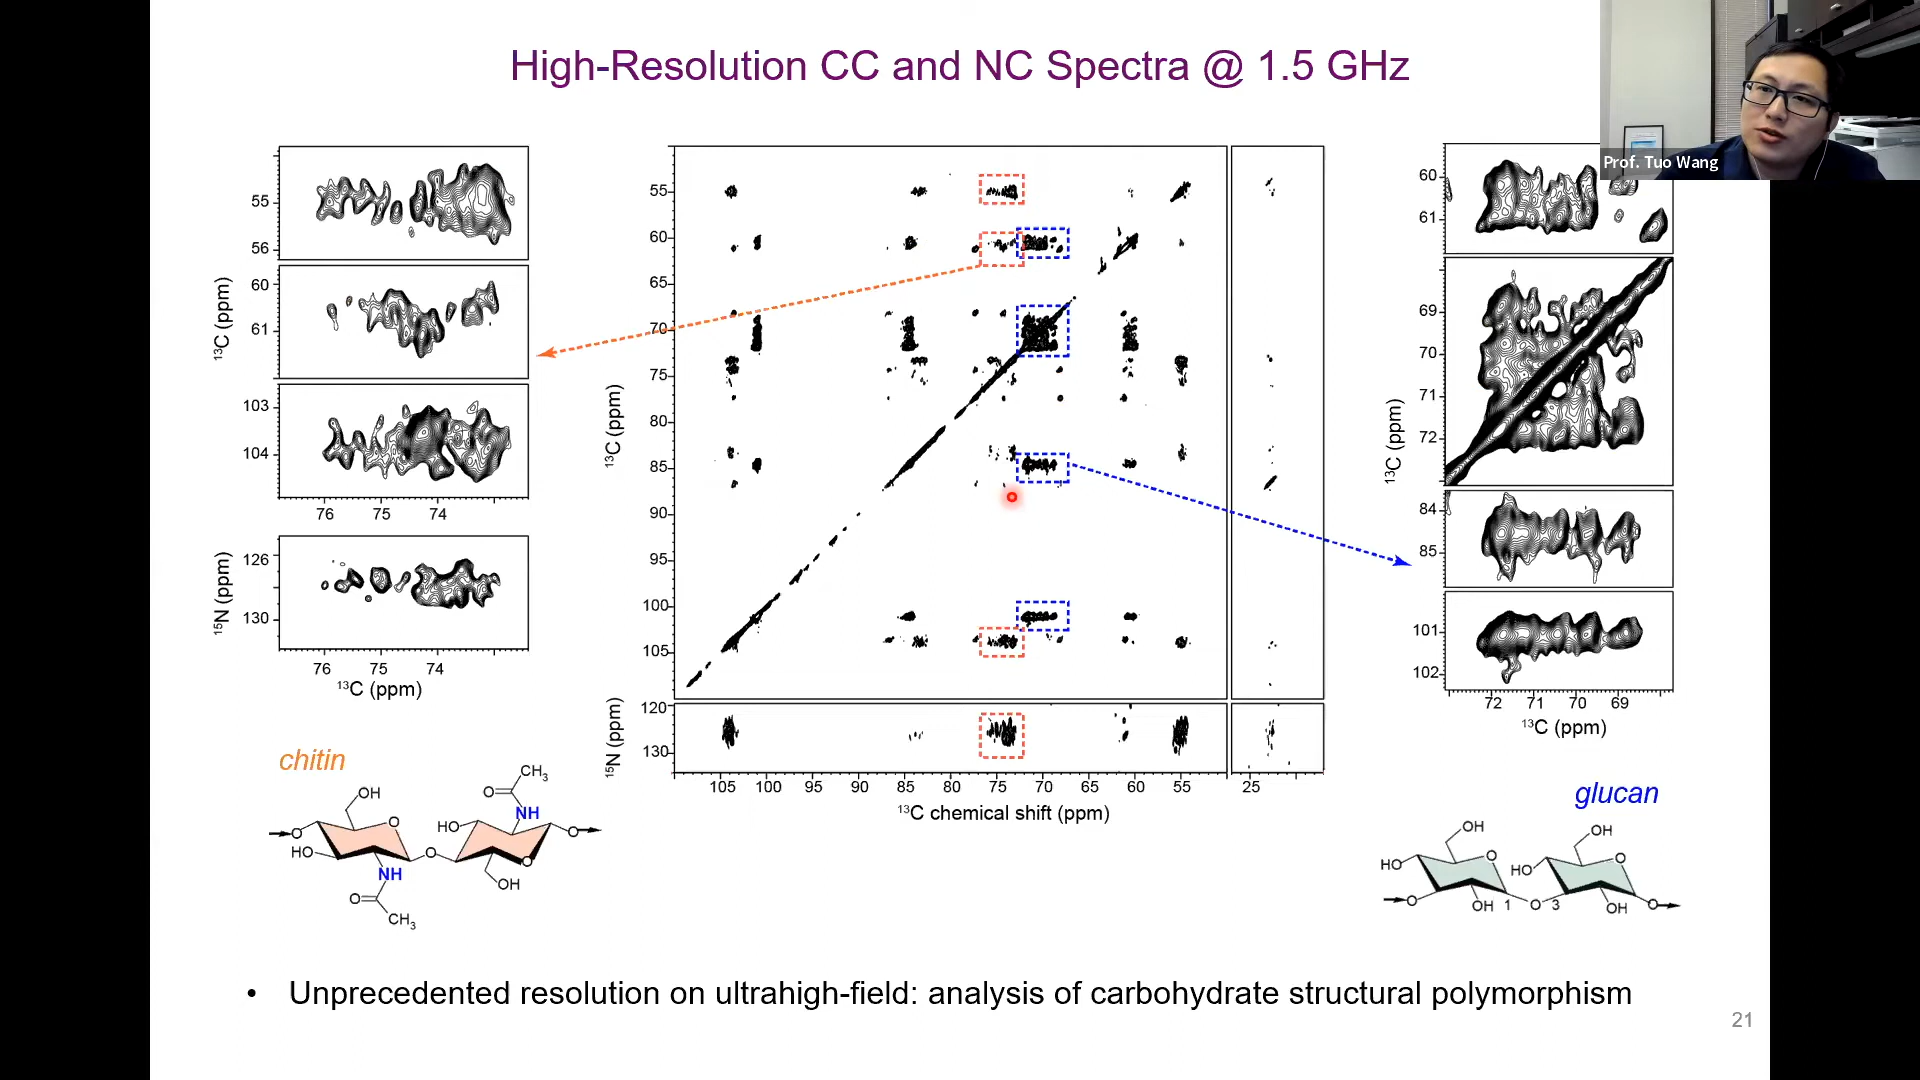 High-Resolution CC and NC Spectra @ 1.5 GHz
Prof. Tuo Wang
55
56
60
61
103
104
76 75 74
126
130
76 75 74
¹³C (ppm)
¹⁵N (ppm)
¹³C (ppm)
55
60
65
70
75
80
85
90
95
100
105
120
130
105 100 95 90 85 80 75 70 65 60 55 25
¹³C (ppm)
¹⁵N (ppm)
¹³C chemical shift (ppm)
60
61
69
70
71
72
84
85
101
102
72 71 70 69
¹³C (ppm)
¹³C (ppm)
chitin
OH
O
O
HO
NH
O
CH₃
O
CH₃
O
NH
HO
O
O
OH
glucan
OH
HO
O
O
OH
1
O
3
OH
HO
O
OH
O
• Unprecedented resolution on ultrahigh-field: analysis of carbohydrate structural polymorphism
21